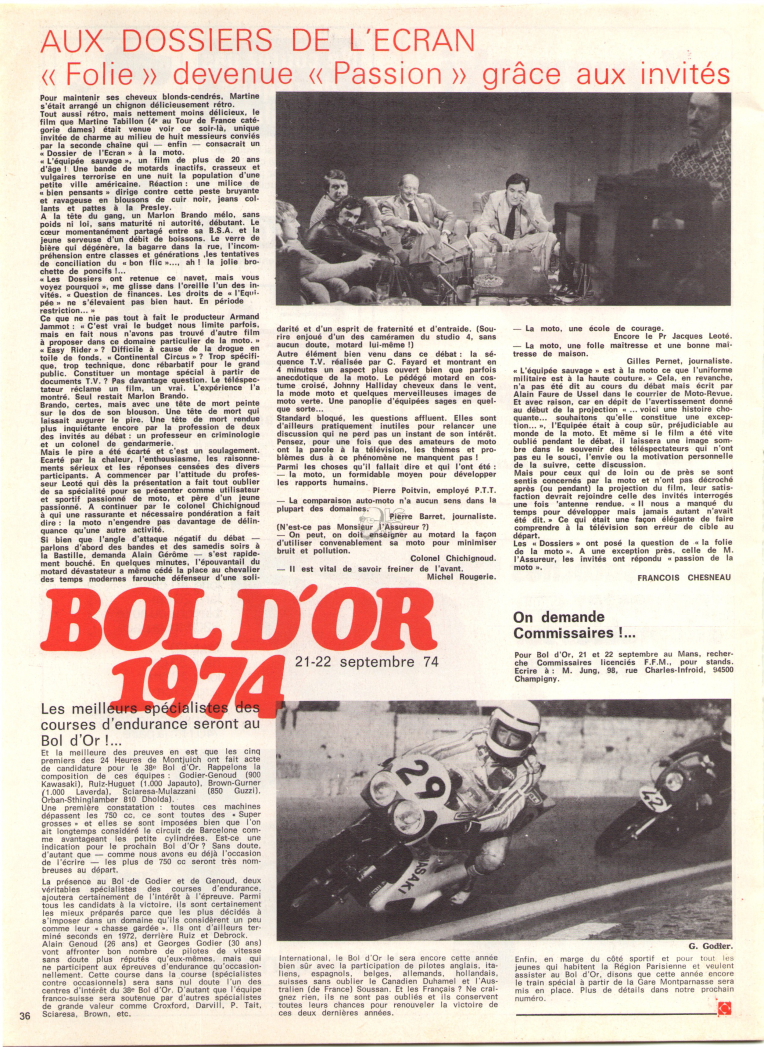 AUX DOSSIERS DE L'ECRAN
« Folie » devenue « Passion » grâce aux invités
Pour maintenir ses cheveux blonds-cendrés, Martine
s'était arrangé un chignon délicieusement rétro.
Tout aussi rétro, mais nettement moins délicieux, le
film que Martine Tabillon (4e au Tour de France caté-
gorie dames) était venue voir ce soir-là, unique
invitée de charme au milieu de huit messieurs conviés
par la seconde chaîne qui — enfin — consacrait un
« Dossier de l'Ecran » à la moto.
« L'équipée sauvage », un film de plus de 20 ans
d'âge ! Une bande de motards inactifs, crasseux et
vulgaires terrorise en une nuit la population d'une
petite ville américaine. Réaction : une milice de
« bien pensants » dirige contre cette peste bruyante
et ravageuse en blousons de cuir noir, jeans col-
lants et pattes à la Presley.
A la tête du gang, un Marlon Brando mélo, sans
poids ni loi, sans maturité ni autorité, débutant. Le
cœur momentanément partagé entre sa B.S.A. et la
jeune serveuse d'un débit de boissons. Le verre de
bière qui dégénère, la bagarre dans la rue, l'incom-
préhension entre classes et générations ,les tentatives
de conciliation du « bon flic »..., ah ! la jolie bro-
chette de poncifs !...
« Les Dossiers ont retenu ce navet, mais vous
voyez pourquoi », me glisse dans l'oreille l'un des in-
vités. « Question de finances. Les droits de « l'Equi-
pée » ne s'élevaient pas bien haut. En période
restriction... »
Ce que ne nie pas tout à fait le producteur Armand
Jammot : « C'est vrai le budget nous limite parfois,
mais en fait nous n'avons pas trouvé d'autre film
à proposer dans ce domaine particulier de la moto. »
« Easy Rider » ? Difficile à cause de la drogue en
toile de fonds. « Continental Circus » ? Trop spécifi-
que, trop technique, donc rébarbatif pour le grand
public. Constituer un montage spécial à partir de
documents T.V. ? Pas davantage question. Le téléspec-
tateur réclame un film, un vrai. L'expérience l'a
montré. Seul restait Marlon Brando.
Brando, certes, mais avec une tête de mort peinte
sur le dos de son blouson. Une tête de mort qui
laissait augurer le pire. Une tête de mort rendue
plus inquiétante encore par la profession de deux
des invités au débat : un professeur en criminologie
et un colonel de gendarmerie.
Mais le pire a été écarté et c'est un soulagement.
Ecarté par la chaleur, l'enthousiasme, les raisonne-
ments sérieux et les réponses censées des divers
participants. A commencer par l'attitude du profes-
seur Leoté qui dès la présentation a fait tout oublier
de sa spécialité pour se présenter comme utilisateur
et sportif passionné de moto, et père d'un jeune
passionné. A continuer par le colonel Chichignoud
à qui une rassurante et nécessaire pondération a fait
dire : la moto n'engendre pas davantage de délin-
quance qu'une autre activité.
Si bien que l'angle d'attaque négatif du débat —
parlons d'abord des bandes et des samedis soirs à
la Bastille, demanda Alain Gérôme — s'est rapide-
ment bouché. En quelques minutes, l'épouvantail du
motard dévastateur a même cédé la place au chevalier
des temps modernes farouche défenseur d'une soli-
darité et d'un esprit de fraternité et d'entraide. (Sou-
rire enjoué d'un des caméramen du studio 4, sans
aucun doute, motard lui-même !)
Autre élément bien venu dans ce débat : la sé-
quence T.V. réalisée par C. Fayard et montrant en
4 minutes un aspect plus ouvert bien que parfois
anecdotique de la moto. Le pédégé motard en cos-
tume croisé, Johnny Halliday cheveux dans le vent,
la mode moto et quelques merveilleuses images de
moto verte. Une panoplie d'équipées sages en quel-
que sorte...
Standard bloqué, les questions affluent. Elles sont
d'ailleurs pratiquement inutiles pour relancer une
discussion qui ne perd pas un instant de son intérêt.
Pensez, pour une fois que des amateurs de moto
ont la parole à la télévision, les thèmes et pro-
blèmes dus à ce phénomène ne manquent pas !
Parmi les choses qu'il fallait dire et qui l'ont été :
— la moto, un formidable moyen pour développer
les rapports humains.
Pierre Poitvin, employé P.T.T.
— La comparaison auto-moto n'a aucun sens dans la
plupart des domaines.
Pierre Barret, journaliste.
(N'est-ce pas Monsieur l'Assureur ?)
— On peut, on doit enseigner au motard la façon
d'utiliser convenablement sa moto pour minimiser
bruit et pollution.
Colonel Chichignoud.
— Il est vital de savoir freiner de l'avant.
Michel Rougerie.
— La moto, une école de courage.
Encore le Pr Jacques Leoté.
— La moto, une folle maitresse et une bonne mai-
tresse de maison.
Gilles Pernet, journaliste.
« L'équipée sauvage » est à la moto ce que l'uniforme
militaire est à la haute couture. « Cela, en revanche,
n'a pas été dit au cours du débat mais écrit par
Alain Faure de Ussel dans le courrier de Moto-Revue.
Et avec raison, car en dépit de l'avertissement donné
au début de la projection « ... voici une histoire cho-
quante... souhaitons qu'elle constitue une excep-
tion... », l'Equipée était à coup sûr, préjudiciable au
monde de la moto. Et même si le film a été vite
oublié pendant le débat, il laissera une image som-
bre dans le souvenir des téléspectateurs qui n'ont
pas eu le souci, l'envie ou la motivation personnelle
de la suivre, cette discussion.
Mais pour ceux qui de loin ou de près se sont
sentis concernés par la moto et n'ont pas décroché
après (ou pendant) la projection du film, leur satis-
faction devrait rejoindre celle des invités interrogés
une fois 'antenne rendue. « Il nous a manqué du
temps pour développer mais jamais autant n'avait
été dit. » Ce qui était une façon élégante de faire
comprendre à la télévision son erreur de cible au
départ.
Les « Dossiers » ont posé la question de « la folie
de la moto ». A une exception près, celle de M.
l'Assureur, les invités ont répondu « passion de la
moto ».
FRANCOIS CHESNEAU
BOL D'OR
1974
21-22 septembre 74
Les meilleurs spécialistes des
courses d'endurance seront au
Bol d'Or !...
Et la meilleure des preuves en est que les cinq
premiers des 24 Heures de Montjuich ont fait acte
de candidature pour le 38e Bol d'Or. Rappelons la
composition de ces équipes : Godier-Genoud (900
Kawasaki), Ruiz-Huguet (1.000 Japauto), Brown-Gurner
(1.000 Laverda), Sciaresa-Mulazzani (850 Guzzi),
Orban-Sthinglamber 810 Dholda).
Une première constatation : toutes ces machines
dépassent les 750 cc, ce sont toutes des « Super
grosses » et elles se sont imposées bien que l'on
ait longtemps considéré le circuit de Barcelone com-
me avantageant les petite cylindrées. Est-ce une
indication pour le prochain Bol d'Or ? Sans doute,
d'autant que — comme nous avons eu déjà l'occasion
de l'écrire — les plus de 750 cc seront très nom-
breuses au départ.
La présence au Bol -de Godier et de Genoud, deux
véritables spécialistes des courses d'endurance,
ajoutera certainement de l'intérêt à l'épreuve. Parmi
tous les candidats à la victoire, ils sont certainement
les mieux préparés parce que les plus décidés à
s'imposer dans un domaine qu'ils considèrent un peu
comme leur « chasse gardée ». Ils ont d'ailleurs ter-
miné seconds en 1972, derrière Ruiz et Debrock.
Alain Genoud (26 ans) et Georges Godier (30 ans)
vont affronter bon nombre de pilotes de vitesse
sans doute plus réputés qu'eux-mêmes, mais qui
ne participent aux épreuves d'endurance qu'occasion-
nellement. Cette course dans la course (spécialistes
contre occasionnels) sera sans nul doute l'un des
centres d'intérêt du 38e Bol d'Or. D'autant que l'équipe
franco-suisse sera soutenue par d'autres spécialistes
de grande valeur comme Croxford, Darvill, P. Tait,
Sciaresa, Brown, etc.
On demande
Commissaires !...
Pour Bol d'Or, 21 et 22 septembre au Mans, recher-
che Commissaires licenciés F.F.M., pour stands.
Ecrire à : M. Jung, 98, rue Charles-Infroid, 94500
Champigny.
29
42
KAWASAKI
G. Godier.
International, le Bol d'Or le sera encore cette année
bien sûr avec la participation de pilotes anglais, ita-
liens, espagnols, belges, allemands, hollandais,
suisses sans oublier le Canadien Duhamel et l'Aus-
tralien (de France) Soussan. Et les Français ? Ne crai-
gnez rien, ils ne sont pas oubliés et ils conservent
toutes leurs chances pour renouveler la victoire de
ces deux dernières années.
Enfin, en marge du côté sportif et pour tout les
jeunes qui habitent la Région Parisienne et veulent
assister au Bol d'Or, disons que cette année encore
le train spécial à partir de la Gare Montparnasse sera
mis en place. Plus de détails dans notre prochain
numéro.
36